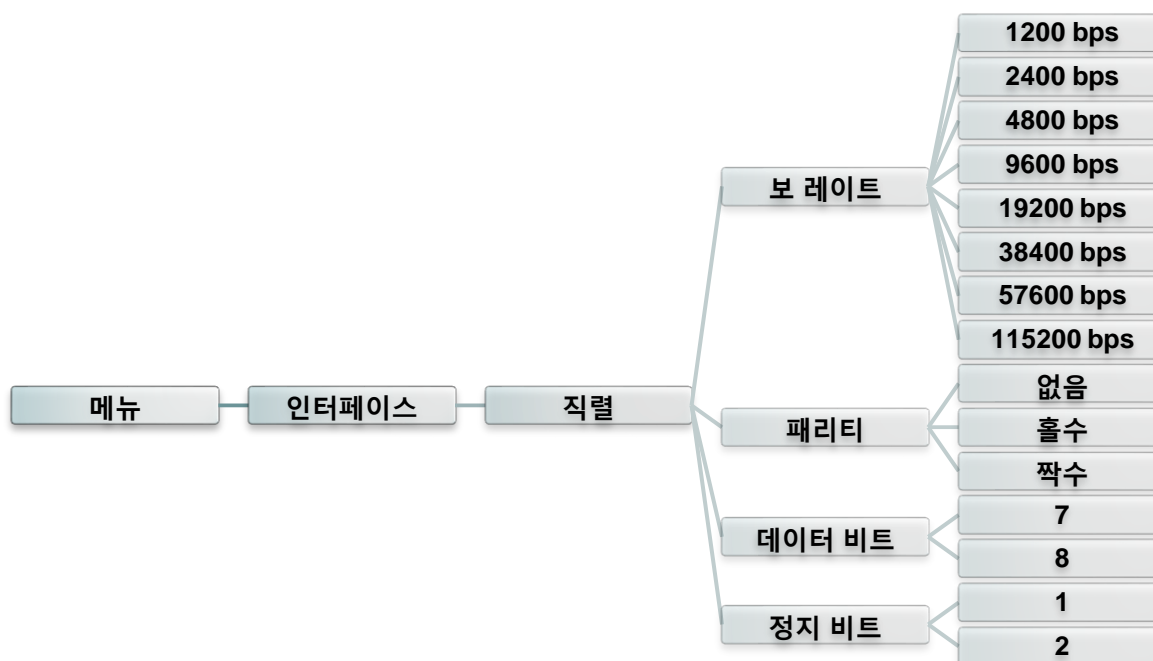 메뉴
인터페이스
직렬
보 레이트
1200 bps
2400 bps
4800 bps
9600 bps
19200 bps
38400 bps
57600 bps
115200 bps
패리티
없음
홀수
짝수
데이터 비트
7
8
정지 비트
1
2